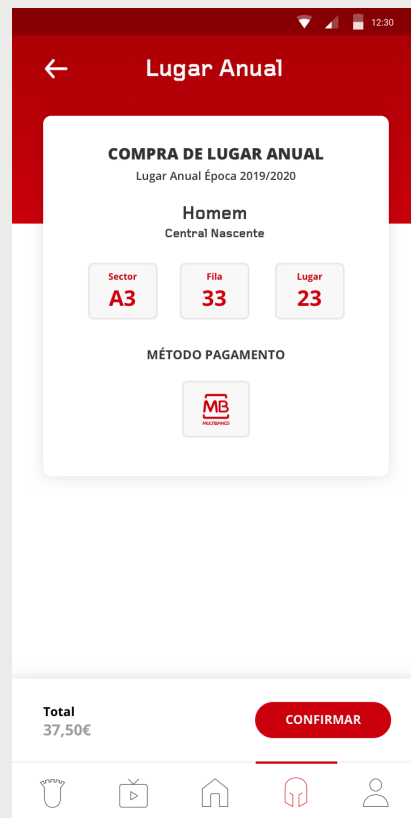 12:30
Lugar Anual
COMPRA DE LUGAR ANUAL
Lugar Anual Época 2019/2020
Homem
Central Nascente
Sector Fila Lugar
A3 33 23
MÉTODO PAGAMENTO
MB
MULTIBANCO
Total
37,50€
CONFIRMAR